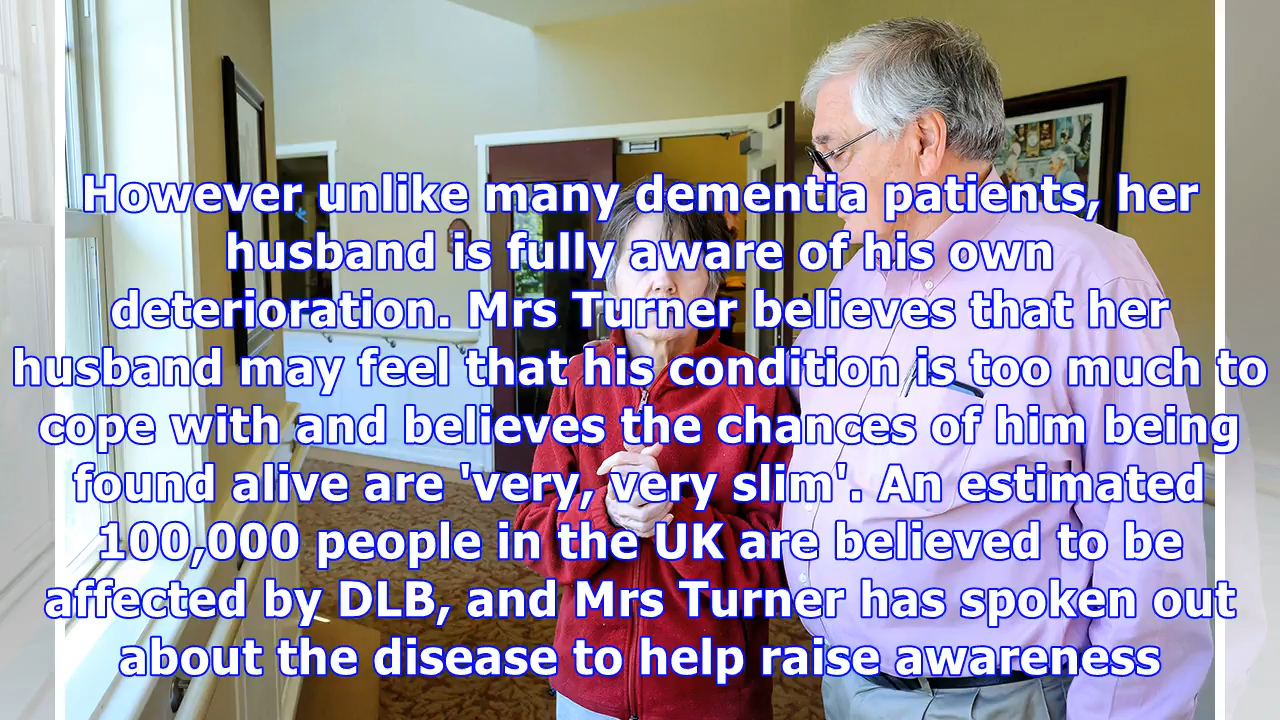 However unlike many dementia patients, her
husband is fully aware of his own
deterioration. Mrs Turner believes that her
husband may feel that his condition is too much to
cope with and believes the chances of him being
found alive are 'very, very slim'. An estimated
100,000 people in the UK are believed to be
affected by DLB, and Mrs Turner has spoken out
about the disease to help raise awareness